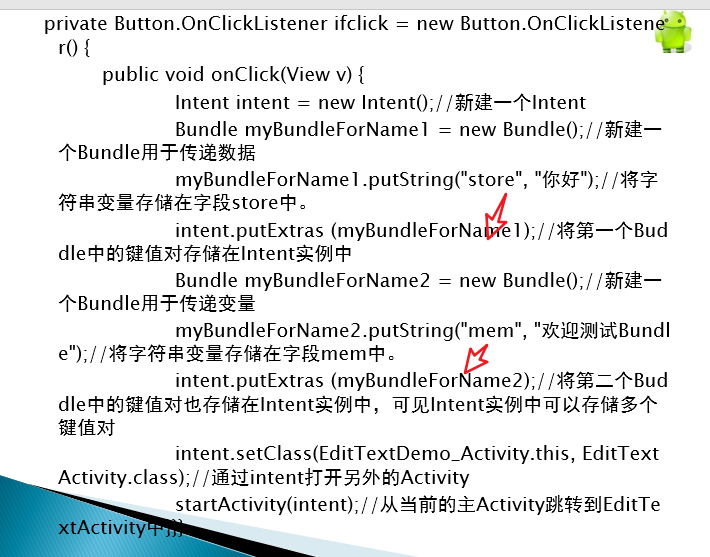 private Button.OnClickListener ifclick = new Button.OnClickListene
r() {
public void onClick(View v) {
Intent intent = new Intent();//新建一个Intent
Bundle myBundleForName1 = new Bundle();//新建一
个Bundle用于传递数据
myBundleForName1.putString("store", "你好");//将字
符串变量存储在字段store中。
intent.putExtras (myBundleForName1);//将第一个Bud
dle中的键值对存储在Intent实例中
Bundle myBundleForName2 = new Bundle();//新建一
个Bundle用于传递变量
myBundleForName2.putString("mem", "欢迎测试Bundl
e");//将字符串变量存储在字段mem中。
intent.putExtras (myBundleForName2);//将第二个Bud
dle中的键值对也存储在Intent实例中，可见Intent实例中可以存储多个
键值对
intent.setClass(EditTextDemo_Activity.this, EditText
Activity.class);//通过intent打开另外的Activity
startActivity(intent);//从当前的主Activity跳转到EditTe
xtActivity中}};